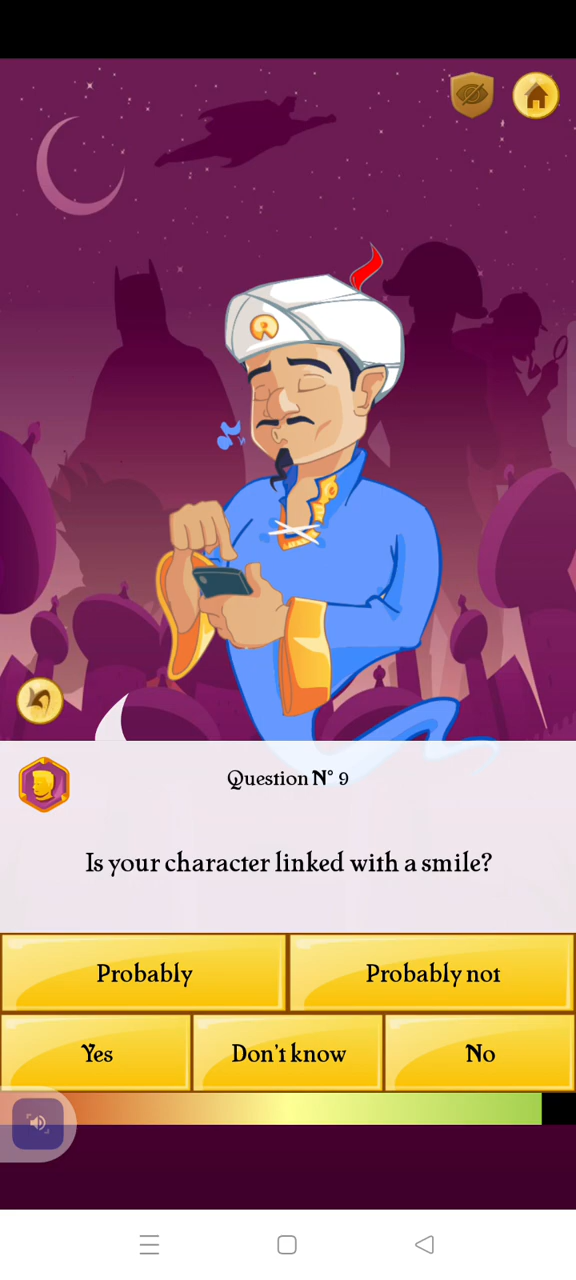 Question N° 9
Is your character linked with a smile?
Probably
Probably not
Yes
Don't know
No